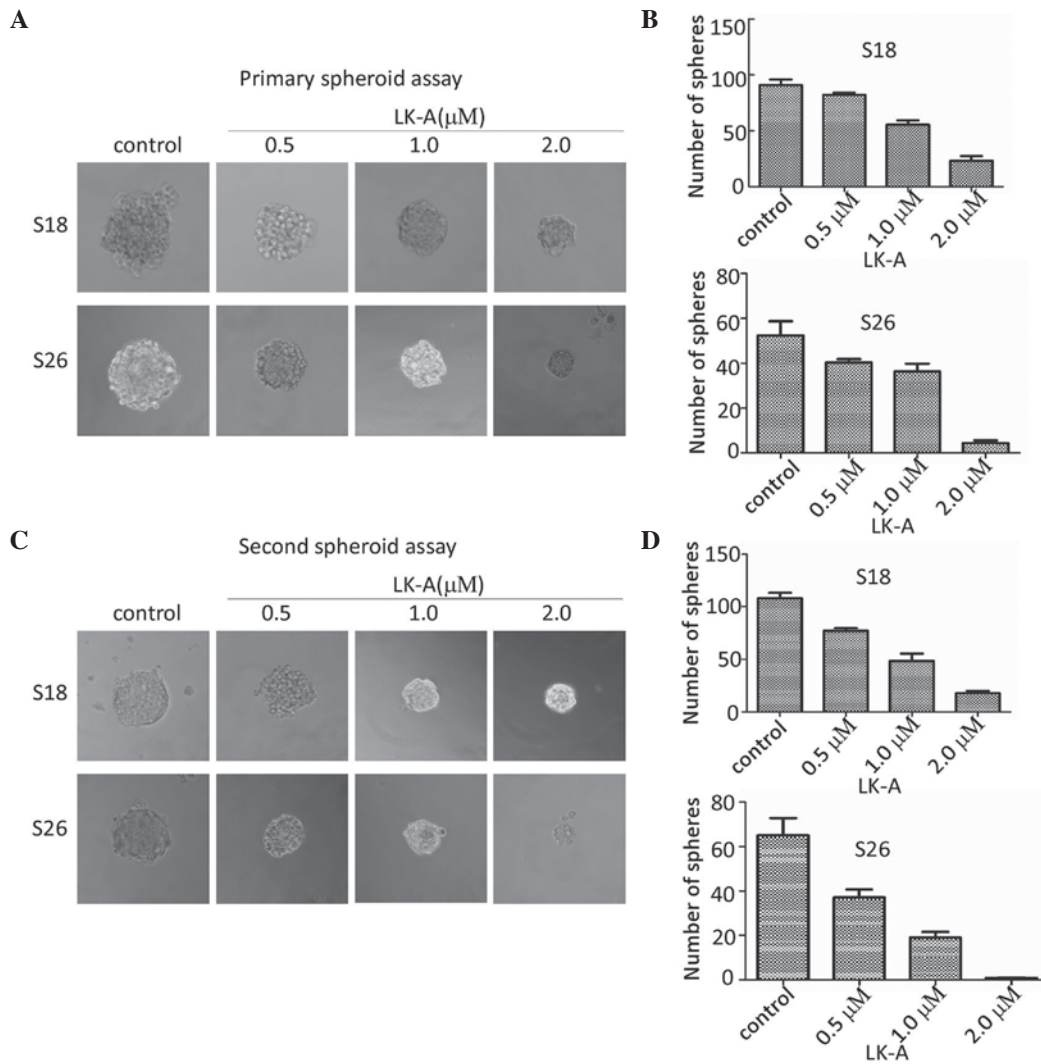 A
Primary spheroid assay
LK-A(µM)
control 0.5 1.0 2.0
S18
S26
B
Number of spheres
150
100
50
0
S18
control 0.5 µM 1.0 µM 2.0 µM
LK-A
Number of spheres
80
60
40
20
0
S26
control 0.5 µM 1.0 µM 2.0 µM
LK-A
C
Second spheroid assay
LK-A(µM)
control 0.5 1.0 2.0
S18
S26
D
Number of spheres
150
100
50
0
S18
control 0.5 µM 1.0 µM 2.0 µM
LK-A
Number of spheres
80
60
40
20
0
S26
control 0.5 µM 1.0 µM 2.0 µM
LK-A